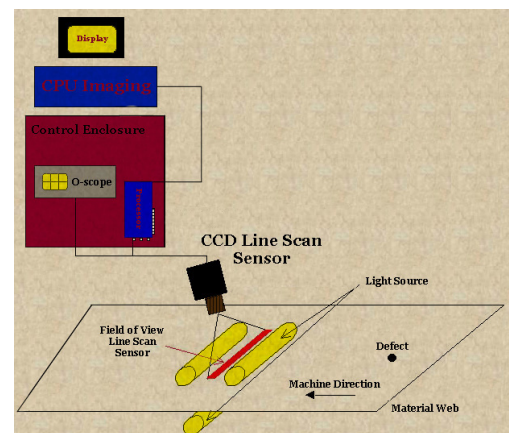 Display
CPU Imaging
Control Enclosure
O-scope
Processor
CCD Line Scan
Sensor
Light Source
Field of View
Line Scan
Sensor
Defect
Machine Direction
Material Web